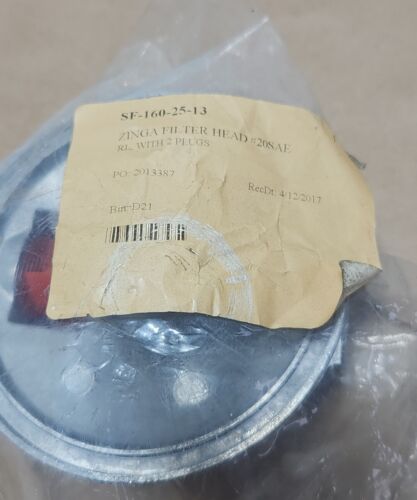 SF-160-25-13
ZINGA FILTER HEAD #20SAE
RL, WITH 2 PLUGS
PO: 2013387
RecDt: 4/12/2017
Bin: D21